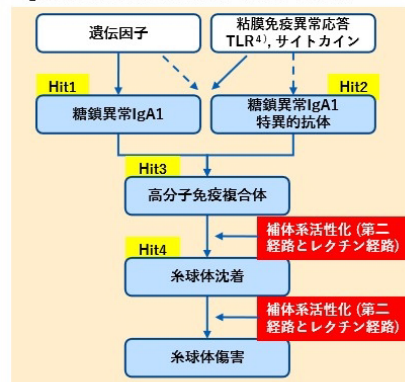 遺伝因子
粘膜免疫異常応答
TLR4), サイトカイン
Hit1
Hit2
糖鎖異常IgA1
糖鎖異常IgA1
特異的抗体
Hit3
高分子免疫複合体
補体系活性化 (第二
経路とレクチン経路)
Hit4
糸球体沈着
補体系活性化 (第二
経路とレクチン経路)
糸球体傷害